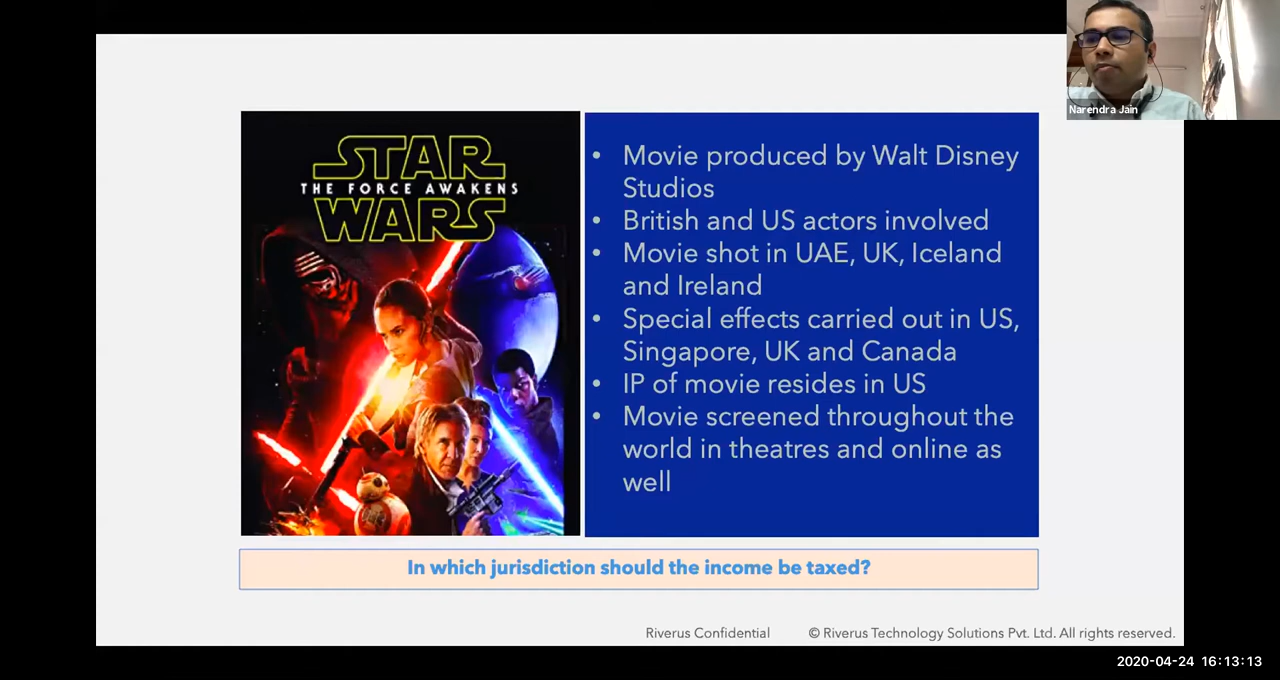 Narendra Jain
STAR
THE FORCE AWAKENS
WARS
• Movie produced by Walt Disney
Studios
• British and US actors involved
• Movie shot in UAE, UK, Iceland
and Ireland
• Special effects carried out in US,
Singapore, UK and Canada
• IP of movie resides in US
• Movie screened throughout the
world in theatres and online as
well
In which jurisdiction should the income be taxed?
Riverus Confidential © Riverus Technology Solutions Pvt. Ltd. All rights reserved.
2020-04-24 16:13:13